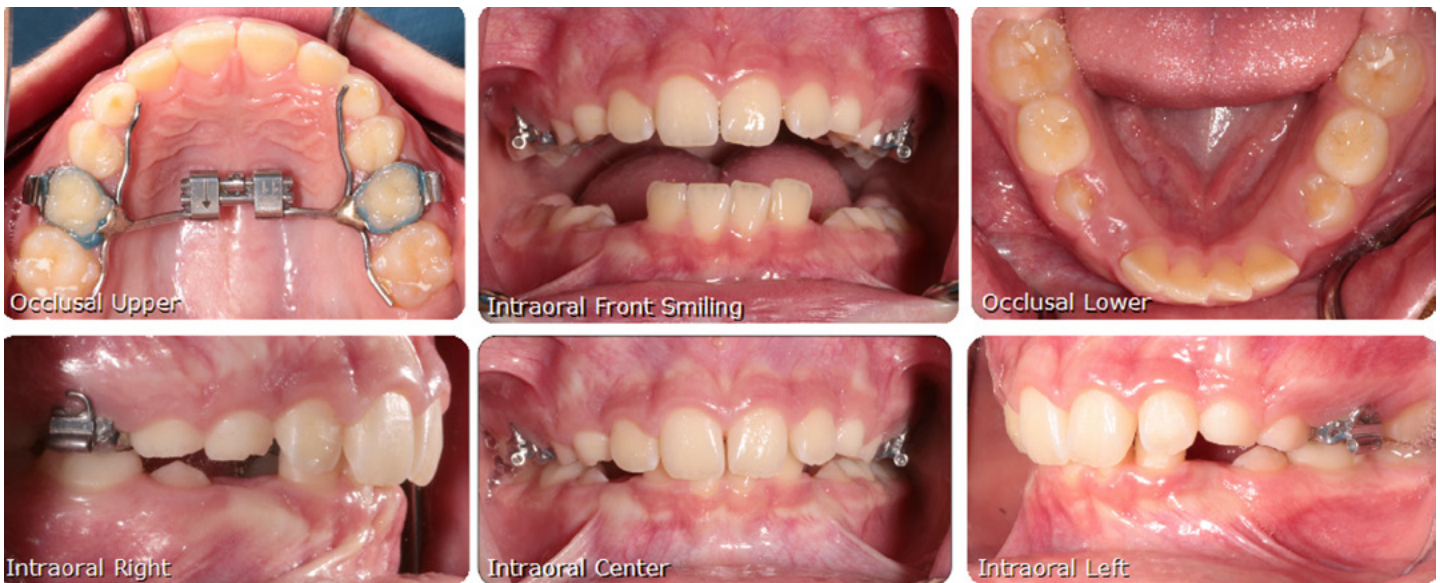 Occlusal Upper
Intraoral Front Smiling
Occlusal Lower
Intraoral Right
Intraoral Center
Intraoral Left